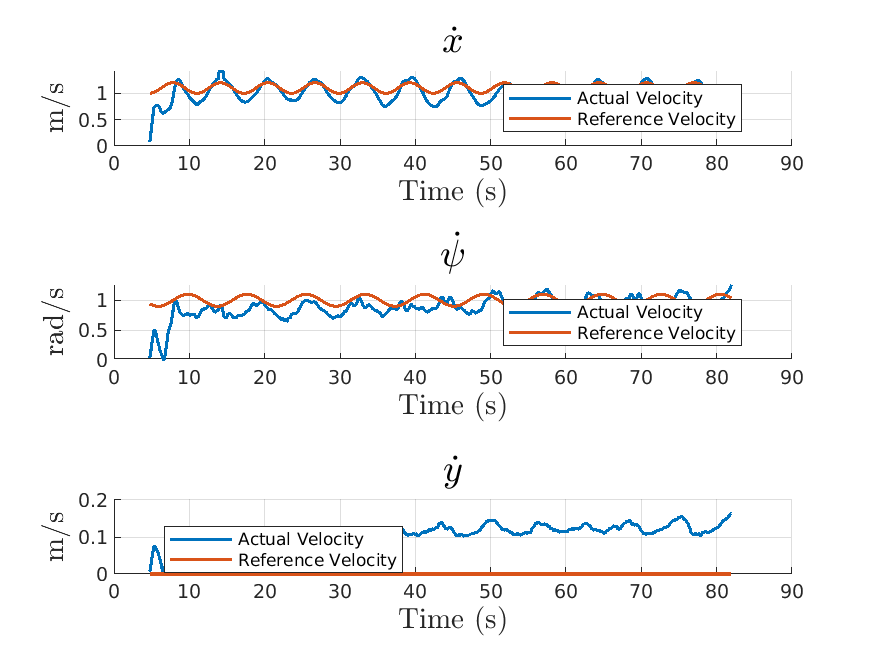 ẋ
m/s
1
0.5
0
0 10 20 30 40 50 60 70 80 90
Time (s)
Actual Velocity
Reference Velocity
ψ̇
rad/s
1
0.5
0
0 10 20 30 40 50 60 70 80 90
Time (s)
Actual Velocity
Reference Velocity
ẏ
m/s
0.2
0.1
0
0 10 20 30 40 50 60 70 80 90
Time (s)
Actual Velocity
Reference Velocity